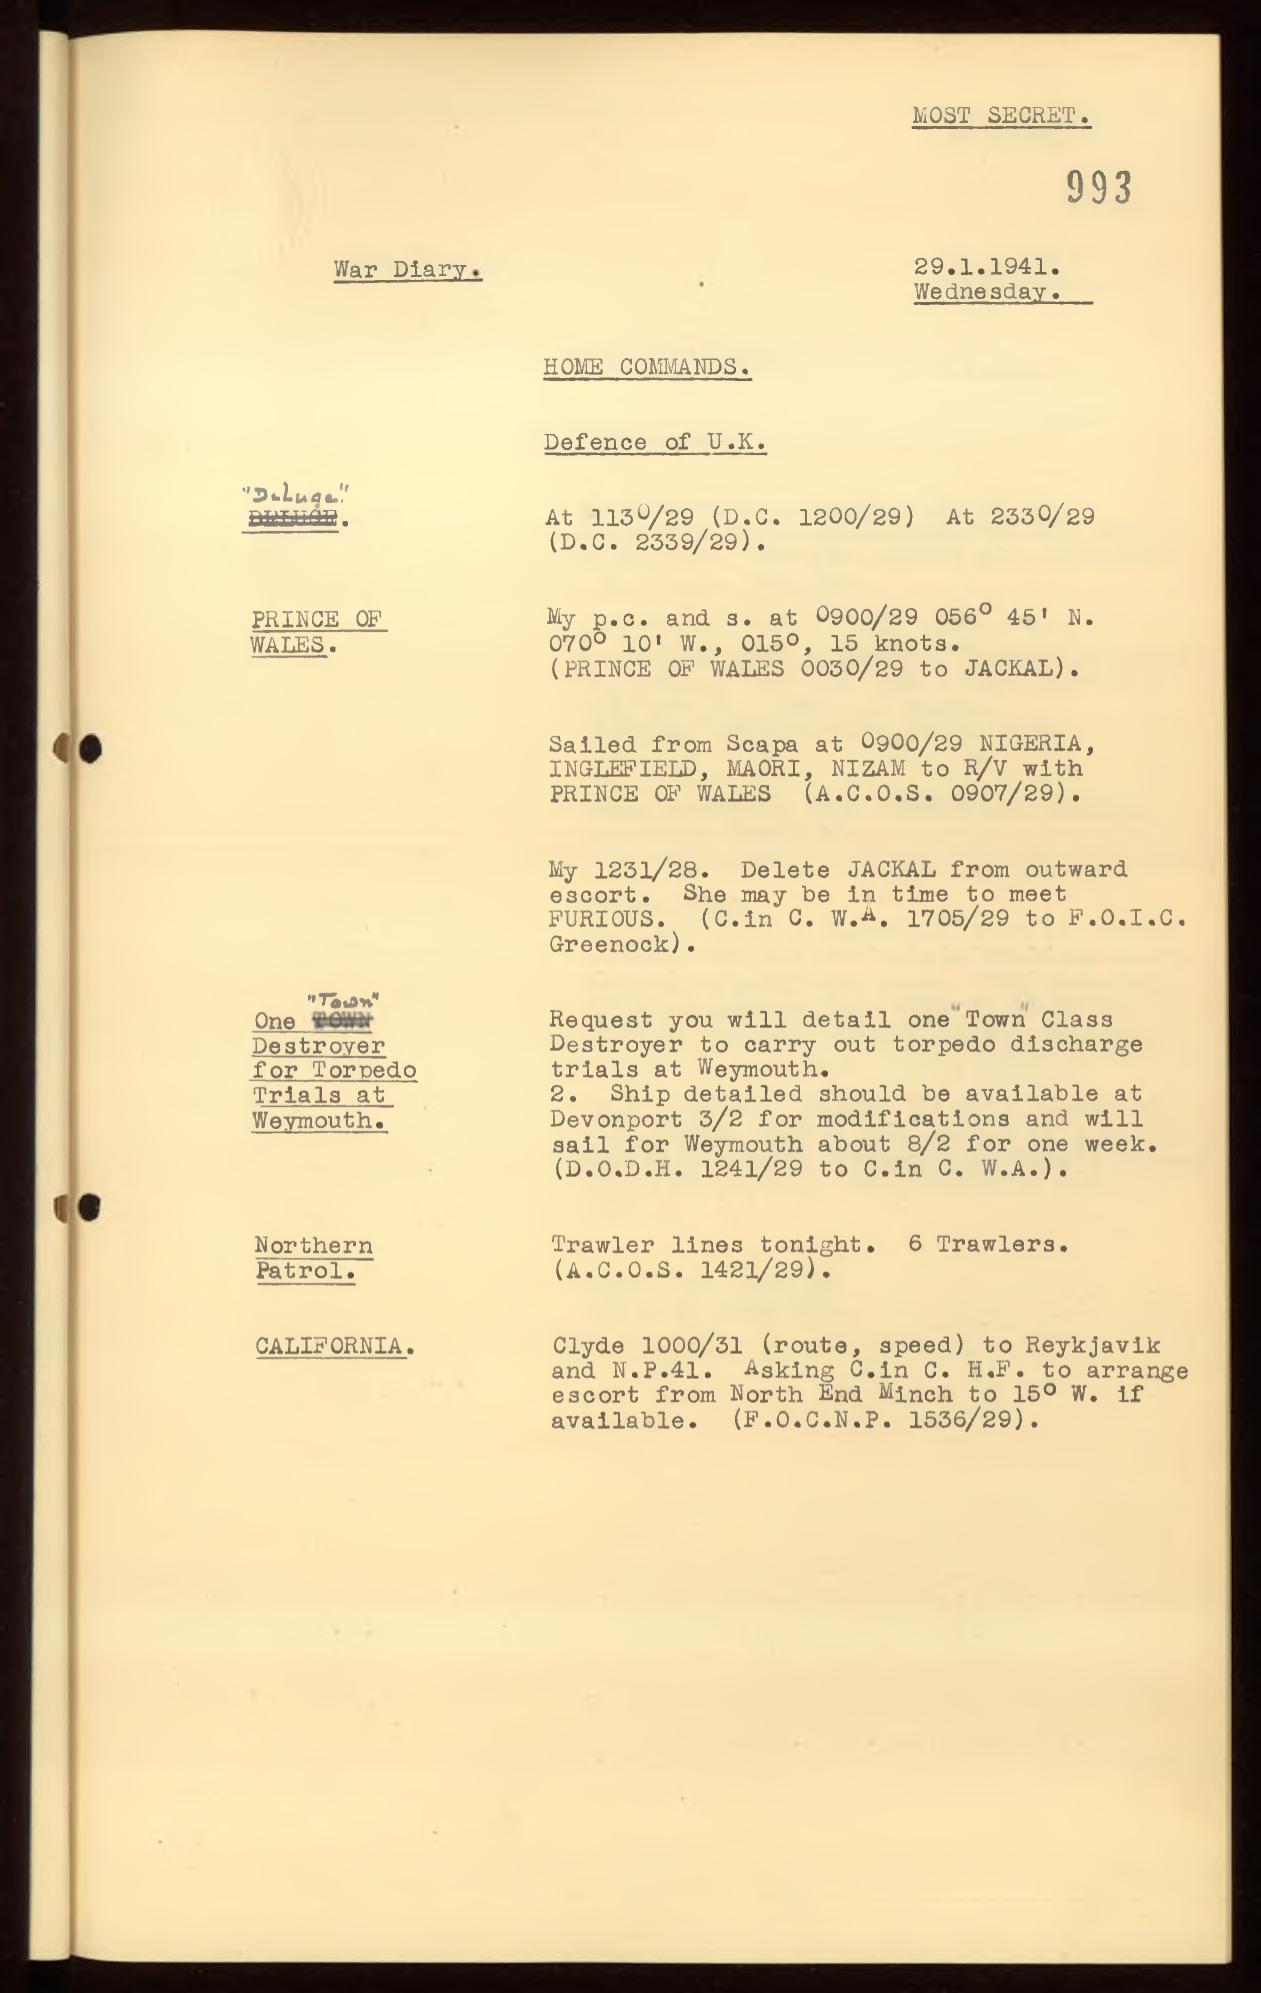 MOST SECRET.
993
War Diary.
29.1.1941.
Wednesday.
HOME COMMANDS.
Defence of U.K.
"DeLuge"
DELUGE.
At 1130/29 (D.C. 1200/29) At 2330/29
(D.C. 2339/29).
PRINCE OF
WALES.
My p.c. and s. at 0900/29 056° 45' N.
070° 10' W., 015°, 15 knots.
(PRINCE OF WALES 0030/29 to JACKAL).
Sailed from Scapa at 0900/29 NIGERIA,
INGLEFIELD, MAORI, NIZAM to R/V with
PRINCE OF WALES (A.C.O.S. 0907/29).
My 1231/28. Delete JACKAL from outward
escort. She may be in time to meet
FURIOUS. (C.in C. W.A. 1705/29 to F.O.I.C.
Greenock).
"Town"
One TOWN
Destroyer
for Torpedo
Trials at
Weymouth.
Request you will detail one "Town" Class
Destroyer to carry out torpedo discharge
trials at Weymouth.
2. Ship detailed should be available at
Devonport 3/2 for modifications and will
sail for Weymouth about 8/2 for one week.
(D.O.D.H. 1241/29 to C.in C. W.A.).
Northern
Patrol.
Trawler lines tonight. 6 Trawlers.
(A.C.O.S. 1421/29).
CALIFORNIA.
Clyde 1000/31 (route, speed) to Reykjavik
and N.P.41. Asking C.in C. H.F. to arrange
escort from North End Minch to 15° W. if
available. (F.O.C.N.P. 1536/29).